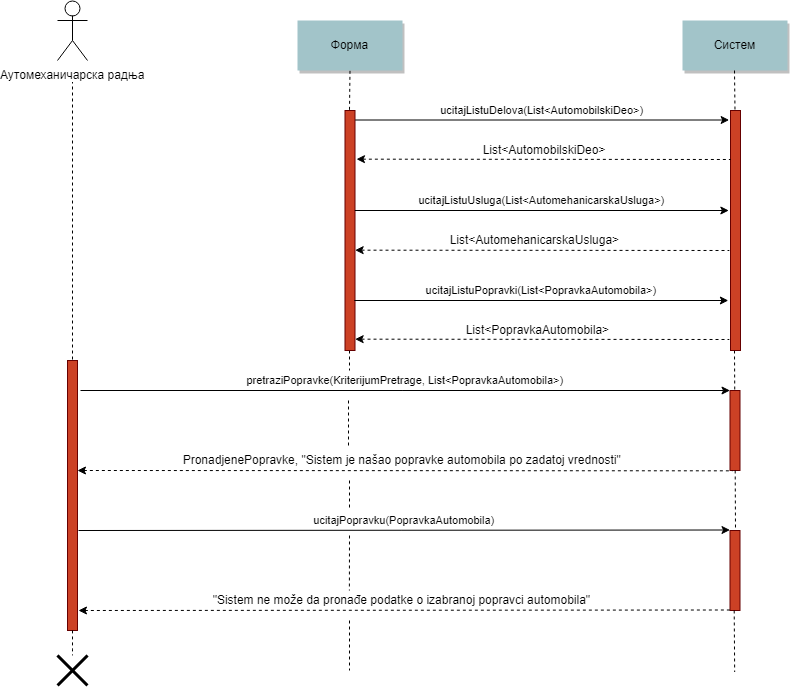 Форма
Систем
Аутомеханичарска радња
ucitajListuDelova(List<AutomobilskiDeo>)
List<AutomobilskiDeo>
ucitajListuUsluga(List<AutomehanicarskaUsluga>)
List<AutomehanicarskaUsluga>
ucitajListuPopravki(List<PopravkaAutomobila>)
List<PopravkaAutomobila>
pretraziPopravke(KriterijumPretrage, List<PopravkaAutomobila>)
PronadjenePopravke, "Sistem je našao popravke automobila po zadatoj vrednosti"
ucitajPopravku(PopravkaAutomobila)
"Sistem ne može da pronađe podatke o izabranoj popravci automobila"